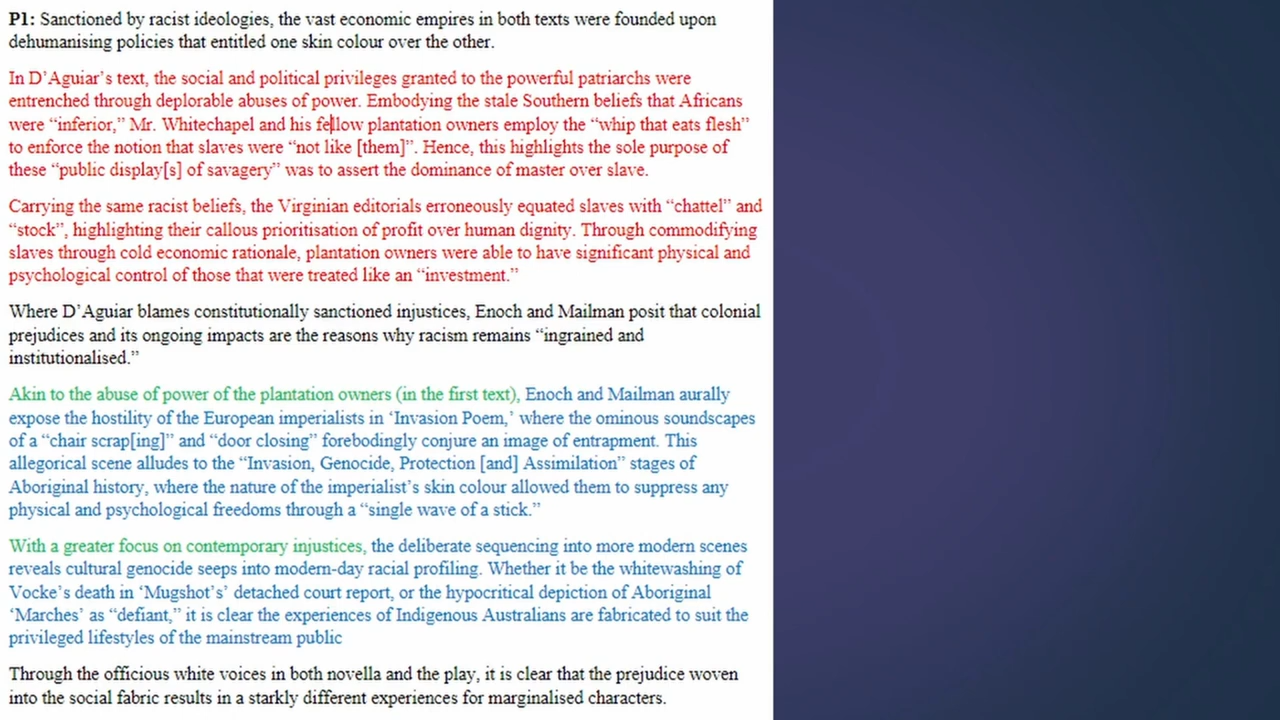 P1: Sanctioned by racist ideologies, the vast economic empires in both texts were founded upon
dehumanising policies that entitled one skin colour over the other.
In D'Aguiar's text, the social and political privileges granted to the powerful patriarchs were
entrenched through deplorable abuses of power. Embodying the stale Southern beliefs that Africans
were “inferior,” Mr. Whitechapel and his fellow plantation owners employ the “whip that eats flesh”
to enforce the notion that slaves were “not like [them]”. Hence, this highlights the sole purpose of
these “public display[s] of savagery” was to assert the dominance of master over slave.
Carrying the same racist beliefs, the Virginian editorials erroneously equated slaves with “chattel” and
“stock”, highlighting their callous prioritisation of profit over human dignity. Through commodifying
slaves through cold economic rationale, plantation owners were able to have significant physical and
psychological control of those that were treated like an “investment.”
Where D'Aguiar blames constitutionally sanctioned injustices, Enoch and Mailman posit that colonial
prejudices and its ongoing impacts are the reasons why racism remains “ingrained and
institutionalised.”
Akin to the abuse of power of the plantation owners (in the first text), Enoch and Mailman aurally
expose the hostility of the European imperialists in ‘Invasion Poem,’ where the ominous soundscapes
of a “chair scrap[ing]” and “door closing” forebodingly conjure an image of entrapment. This
allegorical scene alludes to the “Invasion, Genocide, Protection [and] Assimilation” stages of
Aboriginal history, where the nature of the imperialist's skin colour allowed them to suppress any
physical and psychological freedoms through a “single wave of a stick.”
With a greater focus on contemporary injustices, the deliberate sequencing into more modern scenes
reveals cultural genocide seeps into modern-day racial profiling. Whether it be the whitewashing of
Vocke's death in ‘Mugshot's’ detached court report, or the hypocritical depiction of Aboriginal
‘Marches’ as “defiant,” it is clear the experiences of Indigenous Australians are fabricated to suit the
privileged lifestyles of the mainstream public
Through the officious white voices in both novella and the play, it is clear that the prejudice woven
into the social fabric results in a starkly different experiences for marginalised characters.